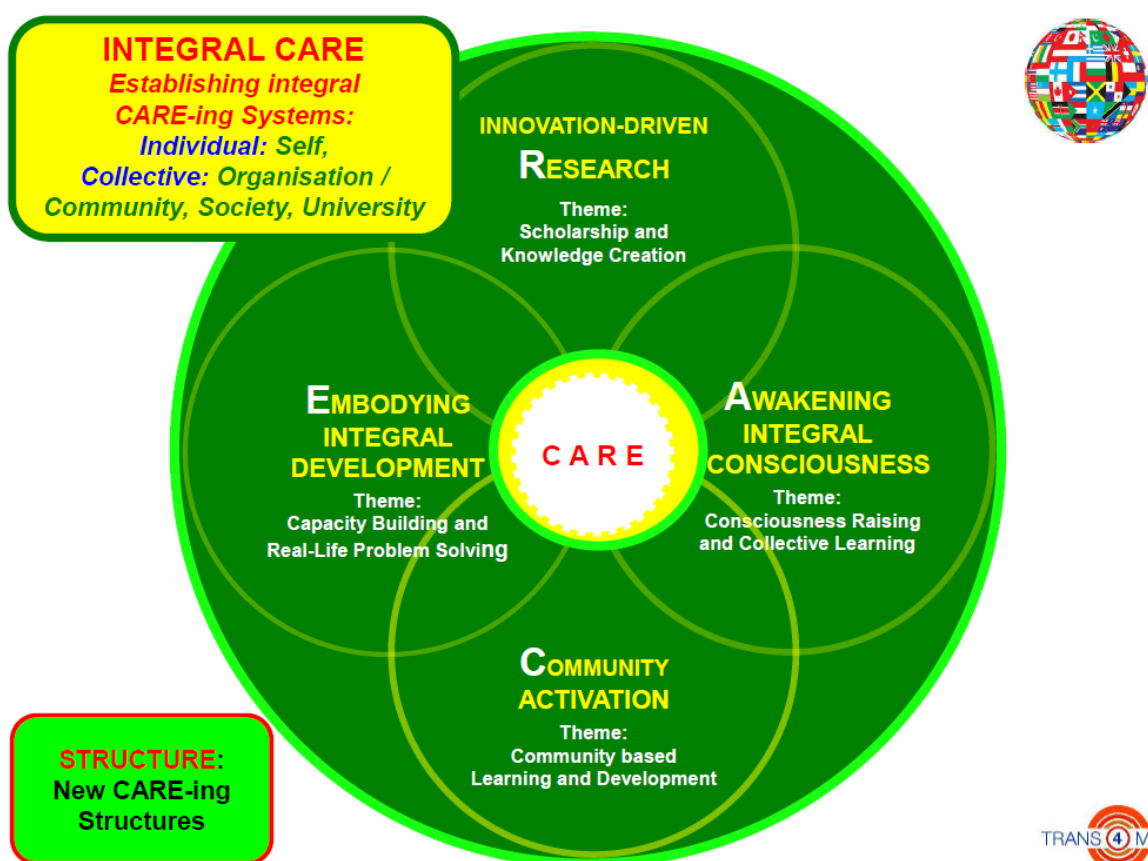 INTEGRAL CARE
Establishing integral
CARE-ing Systems:
Individual: Self,
Collective: Organisation /
Community, Society, University
INNOVATION-DRIVEN
RESEARCH
Theme:
Scholarship and
Knowledge Creation
EMBODYING
INTEGRAL
DEVELOPMENT
Theme:
Capacity Building and
Real-Life Problem Solving
C A R E
AWAKENING
INTEGRAL
CONSCIOUSNESS
Theme:
Consciousness Raising
and Collective Learning
COMMUNITY
ACTIVATION
Theme:
Community based
Learning and Development
STRUCTURE:
New CARE-ing
Structures
TRANS 4 M